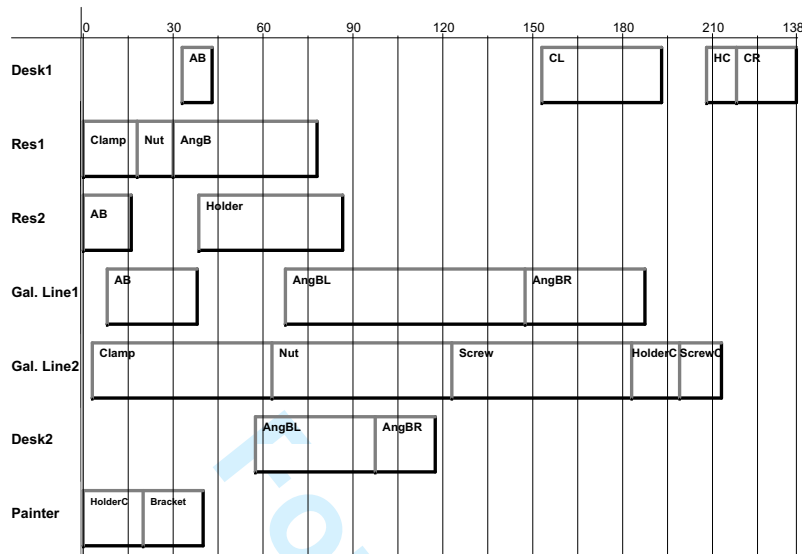 0 30 60 90 120 150 180 210 138
Desk1 AB CL HC CR
Res1 Clamp Nut AngB
Res2 AB Holder
Gal. Line1 AB AngBL AngBR
Gal. Line2 Clamp Nut Screw HolderC ScrewC
Desk2 AngBL AngBR
Painter HolderC Bracket